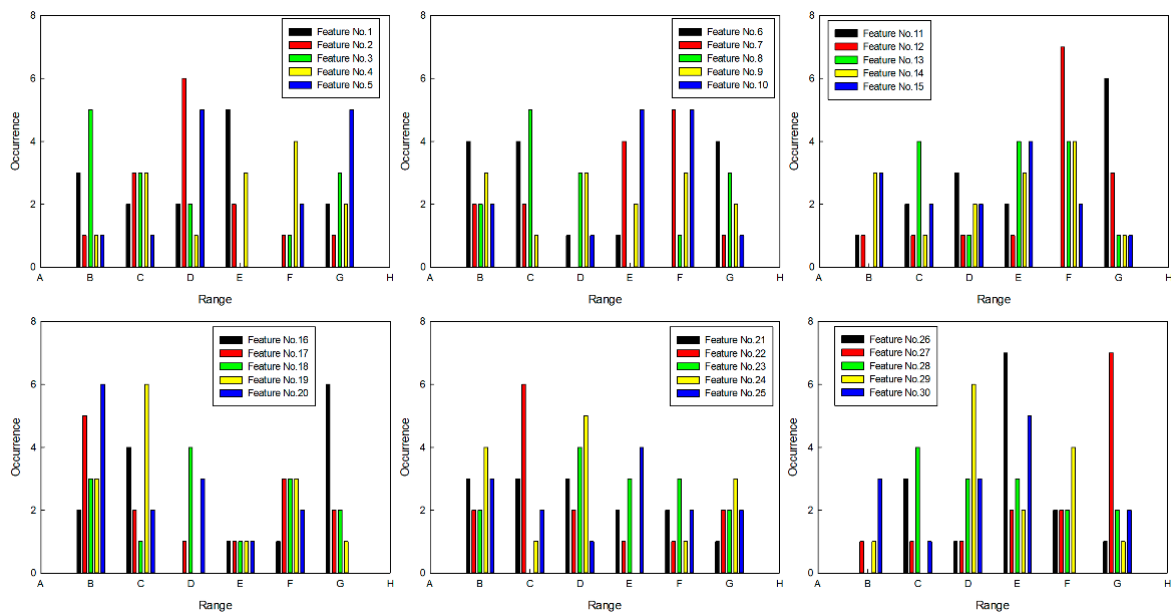 8
6
4
2
0
Occurrence
A B C D E F G H
Range
Feature No.1
Feature No.2
Feature No.3
Feature No.4
Feature No.5
8
6
4
2
0
Occurrence
A B C D E F G H
Range
Feature No.6
Feature No.7
Feature No.8
Feature No.9
Feature No.10
8
6
4
2
0
Occurrence
A B C D E F G H
Range
Feature No.11
Feature No.12
Feature No.13
Feature No.14
Feature No.15
8
6
4
2
0
Occurrence
A B C D E F G H
Range
Feature No.16
Feature No.17
Feature No.18
Feature No.19
Feature No.20
8
6
4
2
0
Occurrence
A B C D E F G H
Range
Feature No.21
Feature No.22
Feature No.23
Feature No.24
Feature No.25
8
6
4
2
0
Occurrence
A B C D E F G H
Range
Feature No.26
Feature No.27
Feature No.28
Feature No.29
Feature No.30